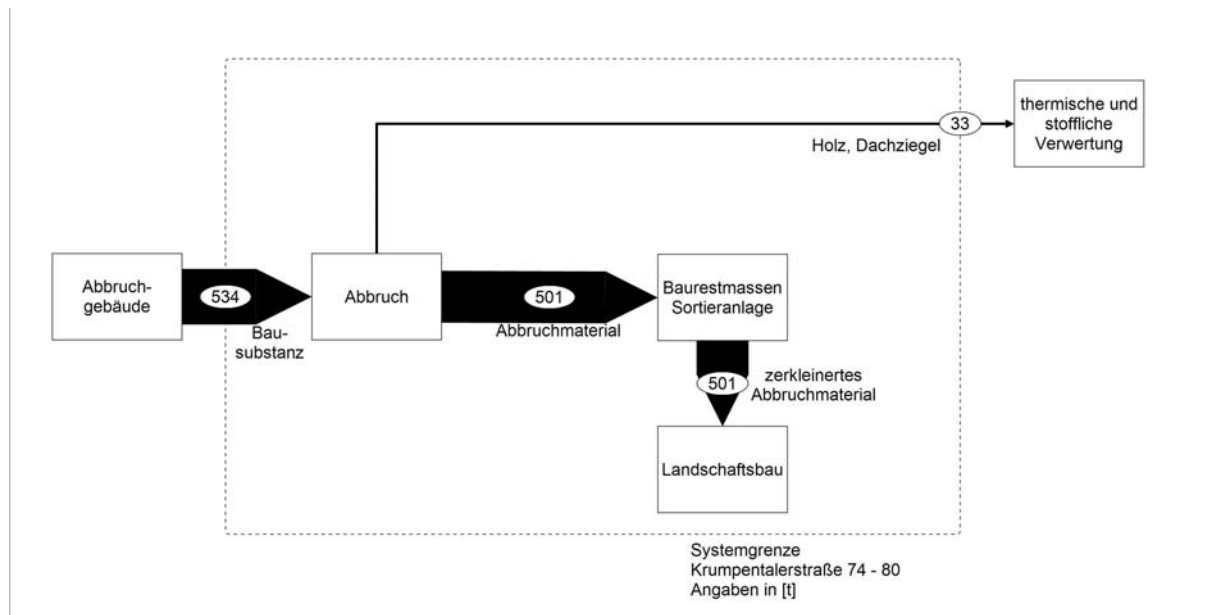 thermische und
stoffliche
Verwertung
33
Holz, Dachziegel
Abbruch-
gebäude
534
Bau-
substanz
Abbruch
501
Abbruchmaterial
Baurestmassen
Sortieranlage
501
zerkleinertes
Abbruchmaterial
Landschaftsbau
Systemgrenze
Krumpentalerstraße 74 - 80
Angaben in [t]